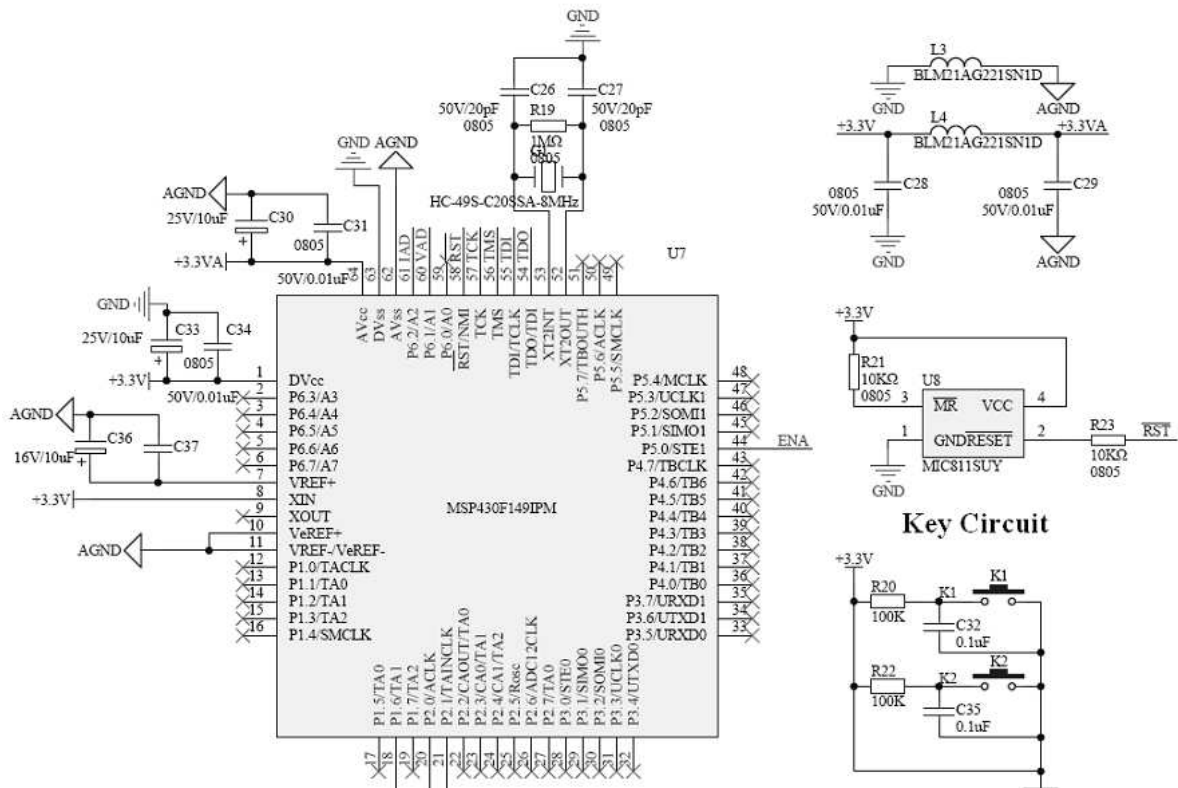 GND
C26
C27
50V/20pF
R19
50V/20pF
0805
1MΩ
0805
0805
G1
HC-49S-C20SSA-8MHz
GND
AGND
AGND
25V/10uF
C30
C31
0805
+
+3.3VA
50V/0.01uF
GND
25V/10uF
C33
C34
0805
+
+3.3V
50V/0.01uF
AGND
C36
C37
16V/10uF
+
+3.3V
AGND
U7
MSP430F149IPM
64
63
62
61 IAD
60 VAD
59
58 RST
57 TCK
56 TMS
55 TDI
54 TDO
53
52
51
50
49
AVcc
DVss
AVss
P6.2/A2
P6.1/A1
P6.0/A0
RST/NMI
TCK
TMS
TDI/TCLK
TDO/TDI
XT2INT
XT2OUT
P5.7/TBOUTH
P5.6/ACLK
P5.5/SMCLK
1 DVcc
2 P6.3/A3
3 P6.4/A4
4 P6.5/A5
5 P6.6/A6
6 P6.7/A7
7 VREF+
8 XIN
9 XOUT
10 VeREF+
11 VREF-/VeREF-
12 P1.0/TACLK
13 P1.1/TA0
14 P1.2/TA1
15 P1.3/TA2
16 P1.4/SMCLK
P5.4/MCLK 48
P5.3/UCLK1 47
P5.2/SOMI1 46
P5.1/SIMO1 45
P5.0/STE1 44 ENA
P4.7/TBCLK 43
P4.6/TB6 42
P4.5/TB5 41
P4.4/TB4 40
P4.3/TB3 39
P4.2/TB2 38
P4.1/TB1 37
P4.0/TB0 36
P3.7/URXD1 35
P3.6/UTXD1 34
P3.5/URXD0 33
P1.5/TA0
P1.6/TA1
P1.7/TA2
P2.0/ACLK
P2.1/TAINCLK
P2.2/CAOUT/TA0
P2.3/CA0/TA1
P2.4/CA1/TA2
P2.5/Rosc
P2.6/ADC12CLK
P2.7/TA0
P3.0/STE0
P3.1/SIMO0
P3.2/SOMI0
P3.3/UCLK0
P3.4/UTXD0
17
18
19
20
21
22
23
24
25
26
27
28
29
30
31
32
L3
BLM21AG221SN1D
GND
AGND
+3.3V
L4
+3.3VA
BLM21AG221SN1D
0805
C28
50V/0.01uF
0805
C29
50V/0.01uF
GND
AGND
+3.3V
R21
10KΩ
0805
U8
3 MR VCC 4
1 GND RESET 2
MIC811SUY
GND
R23
RST
10KΩ
0805
Key Circuit
+3.3V
R20
K1
K1
100K
C32
0.1uF
R22
K2
K2
100K
C35
0.1uF